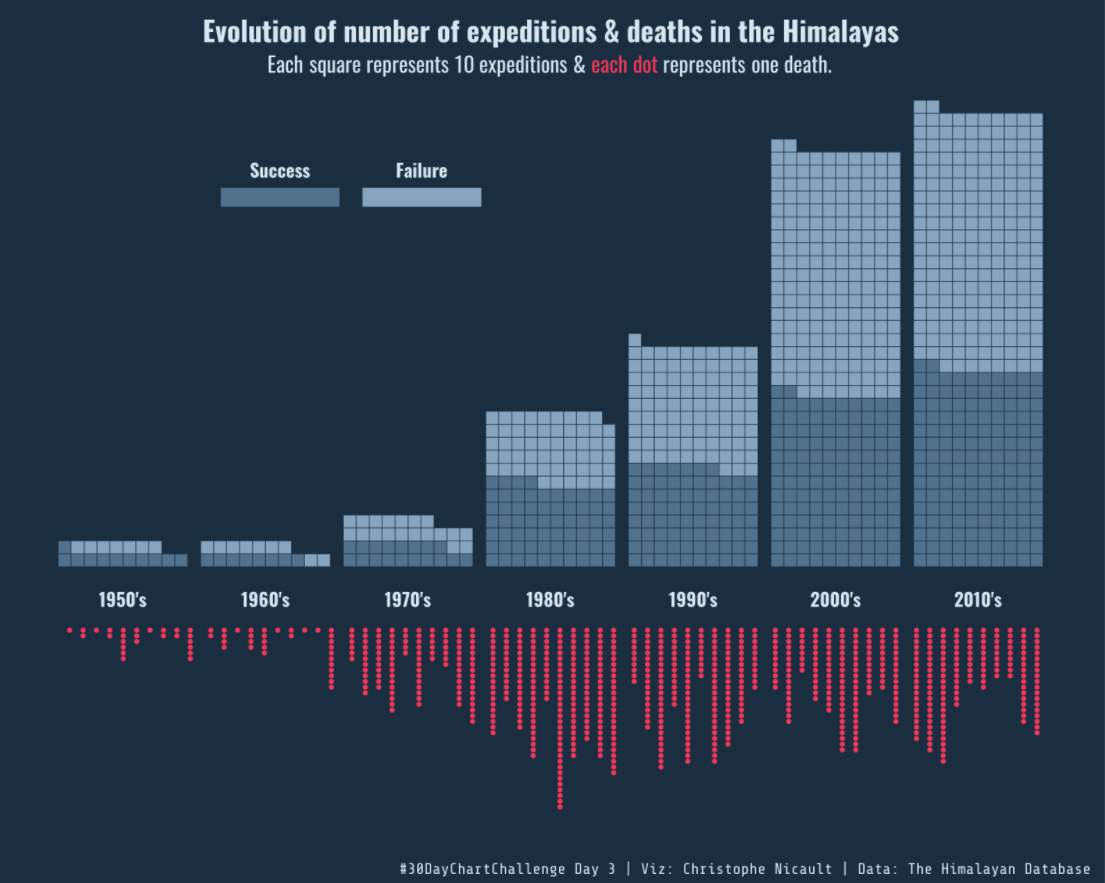 Evolution of number of expeditions & deaths in the Himalayas
Each square represents 10 expeditions & each dot represents one death.
Success Failure
1950's 1960's 1970's 1980's 1990's 2000's 2010's
#30DayChartChallenge Day 3 | Viz: Christophe Nicault | Data: The Himalayan Database